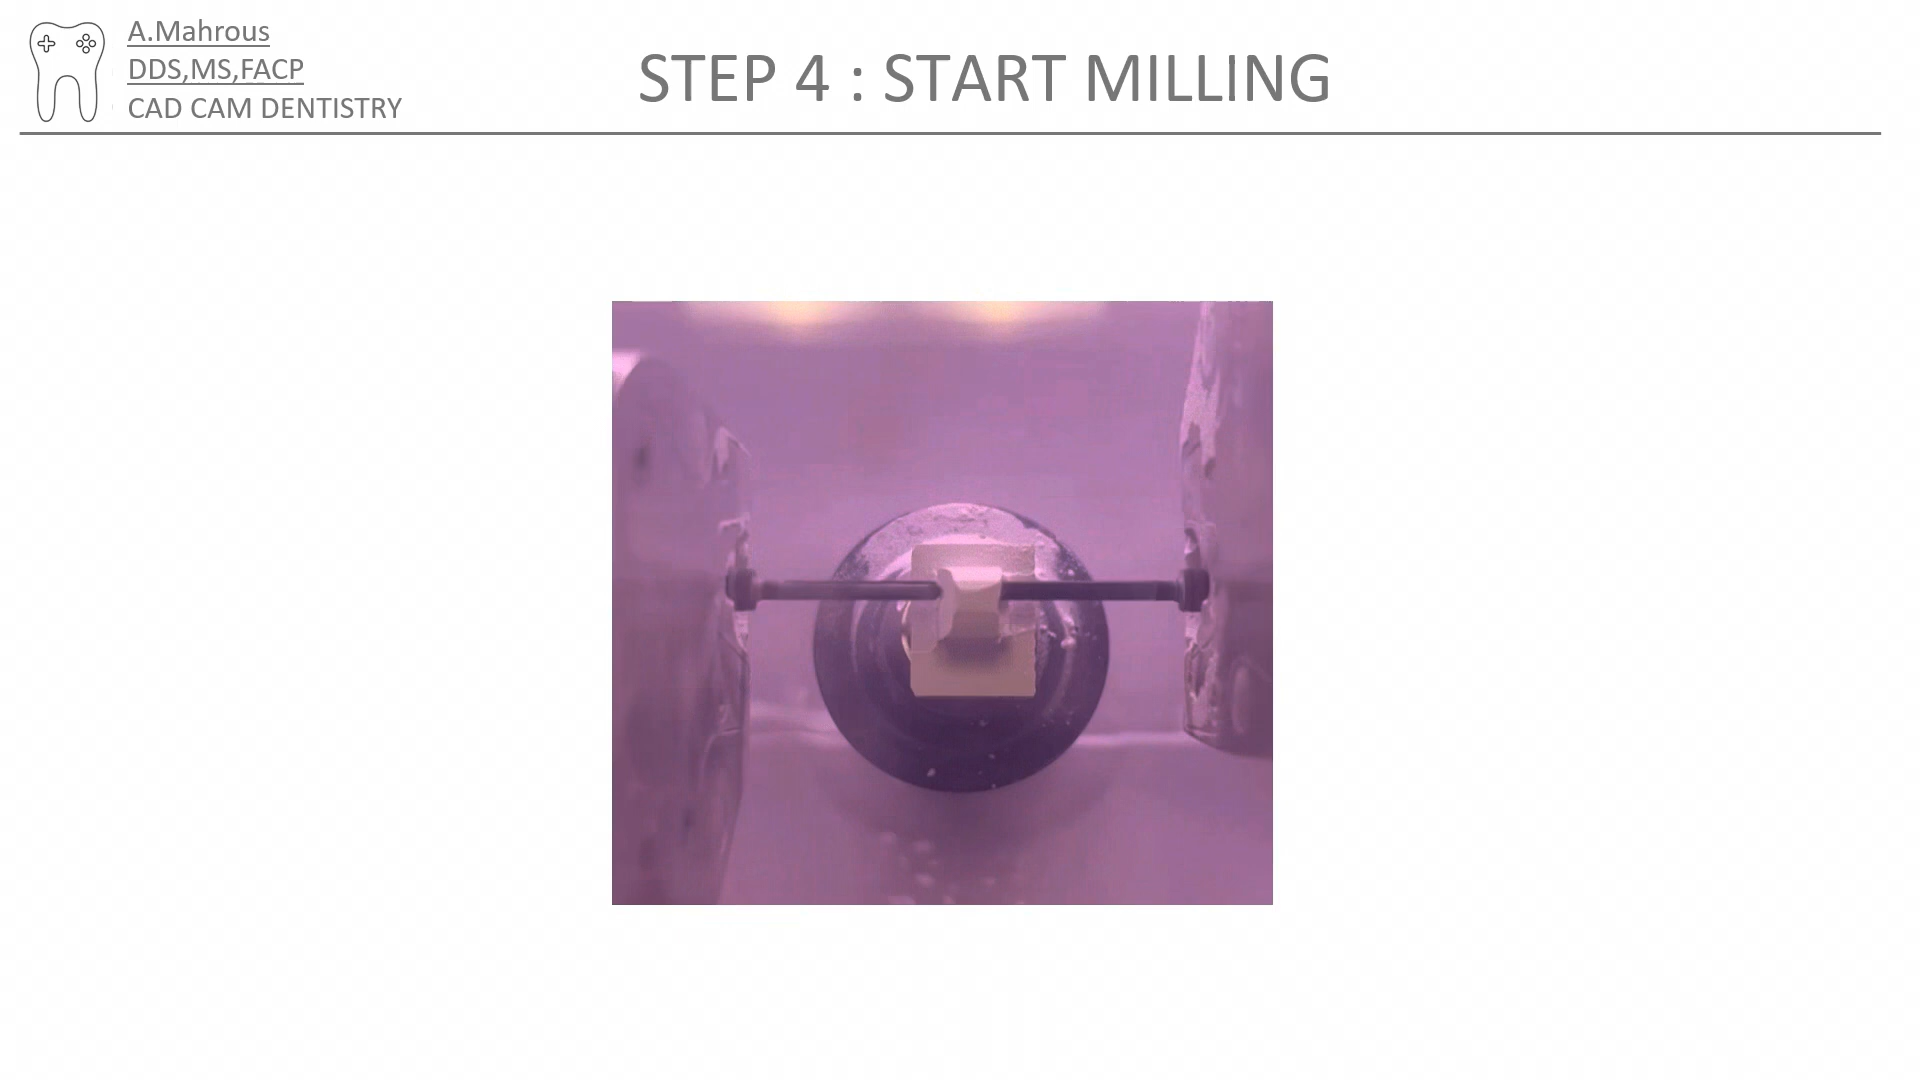 A.Mahrous
DDS,MS,FACP
CAD CAM DENTISTRY
STEP 4 : START MILLING